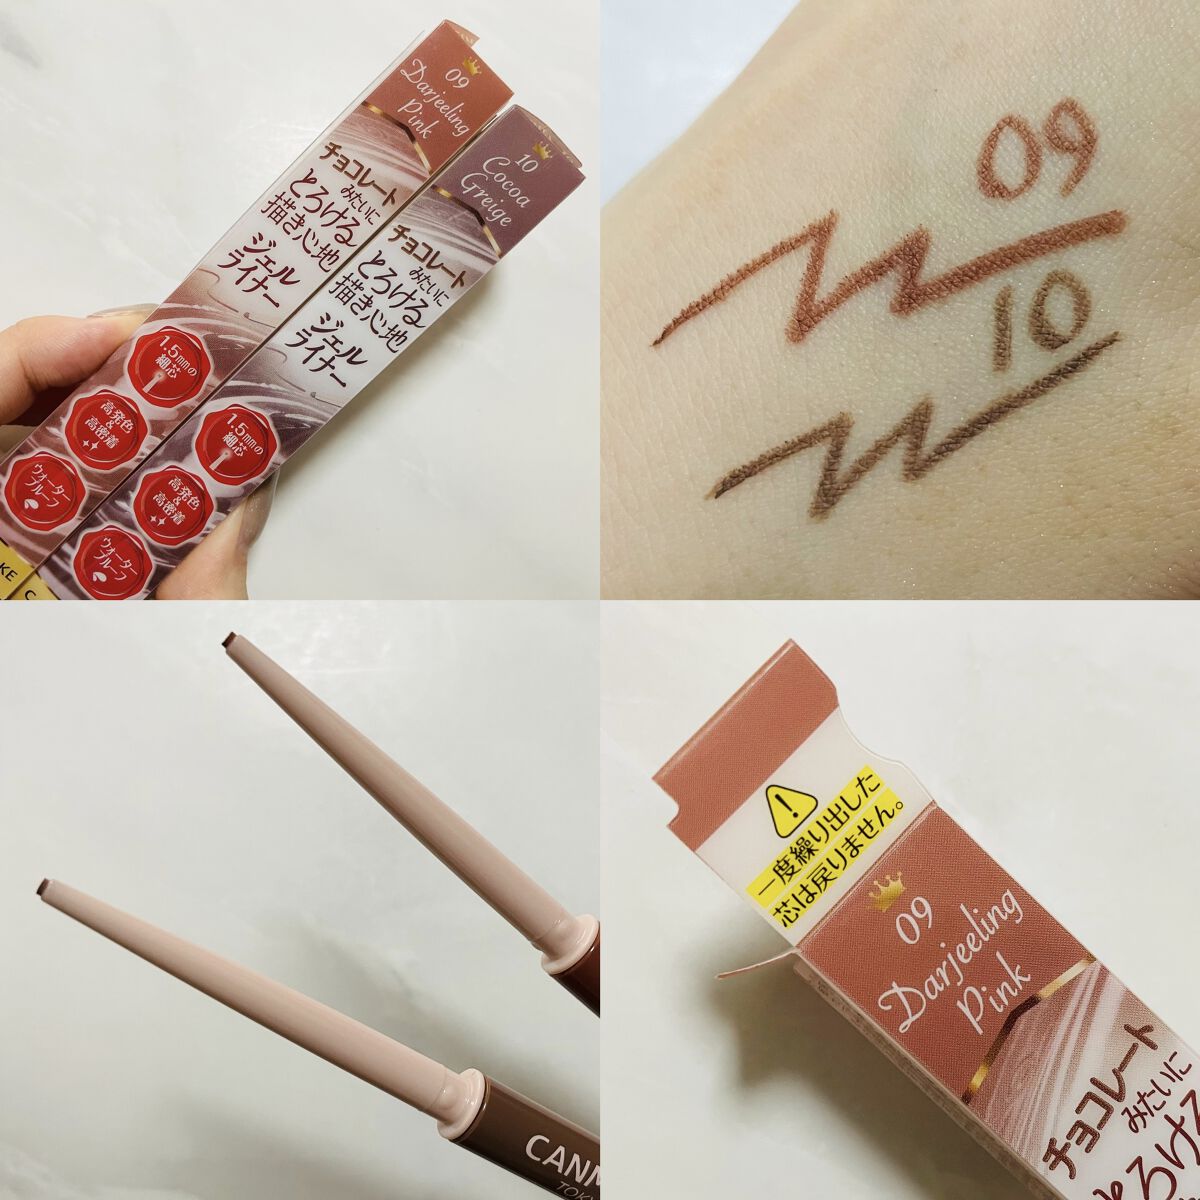 09
Darjeeling
Pink
チョコレート
みたいに
とろける
描き心地
ジェル
ライナー
1.5mmの
細芯
高発色
&
高密着
ウォーター
プルーフ
KE
10
Cocoa
Greige
チョコレート
みたいに
とろける
描き心地
ジェル
ライナー
1.5mmの
細芯
高発色
&
高密着
ウォーター
プルーフ
C
09
10
CANM
TOKY
一度繰り出した
芯は戻りません。
09
Darjeeling
Pink
チョコレート
みたいに
とろける